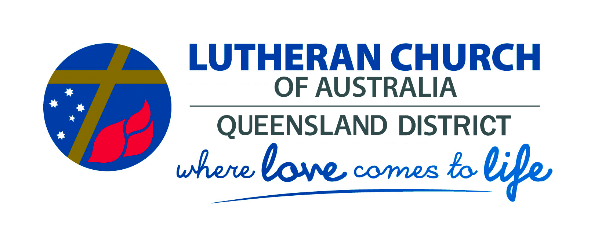 LUTHERAN CHURCH
OF AUSTRALIA
QUEENSLAND DISTRICT
where love comes to life